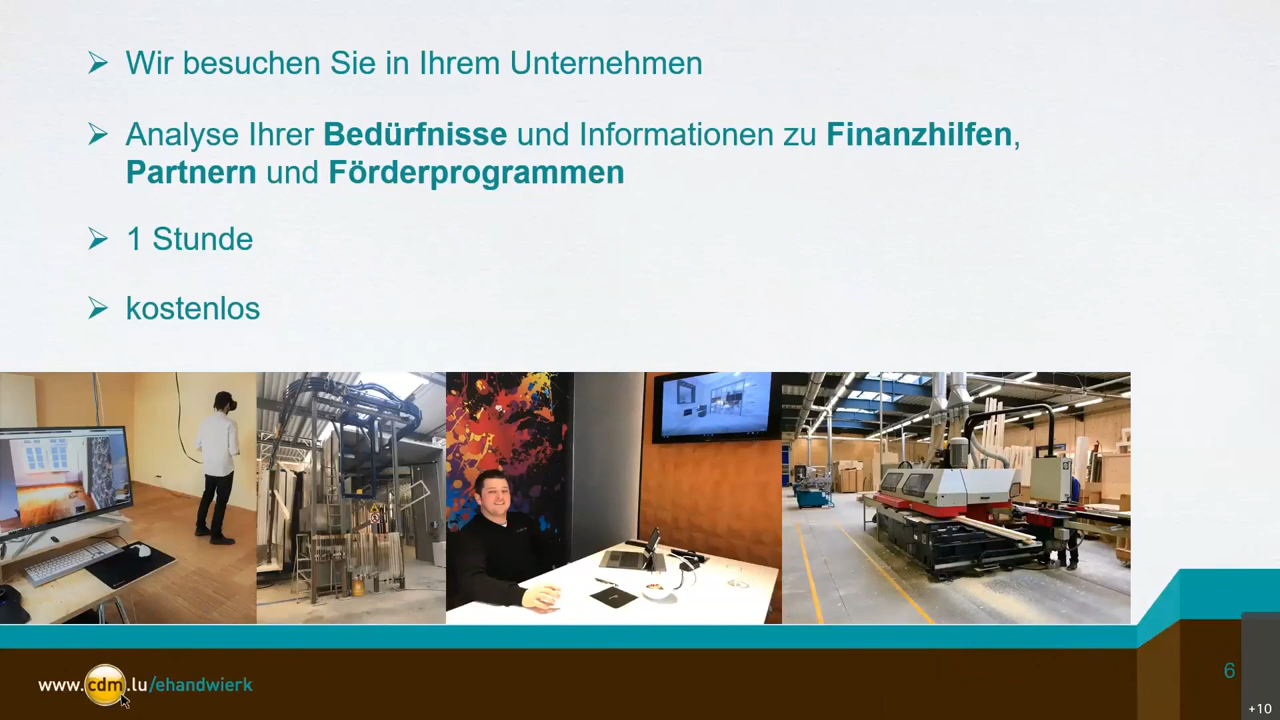 Wir besuchen Sie in Ihrem Unternehmen
Analyse Ihrer Bedürfnisse und Informationen zu Finanzhilfen,
Partnern und Förderprogrammen
1 Stunde
kostenlos
www.cdm.lu/ehandwierk
6
+10